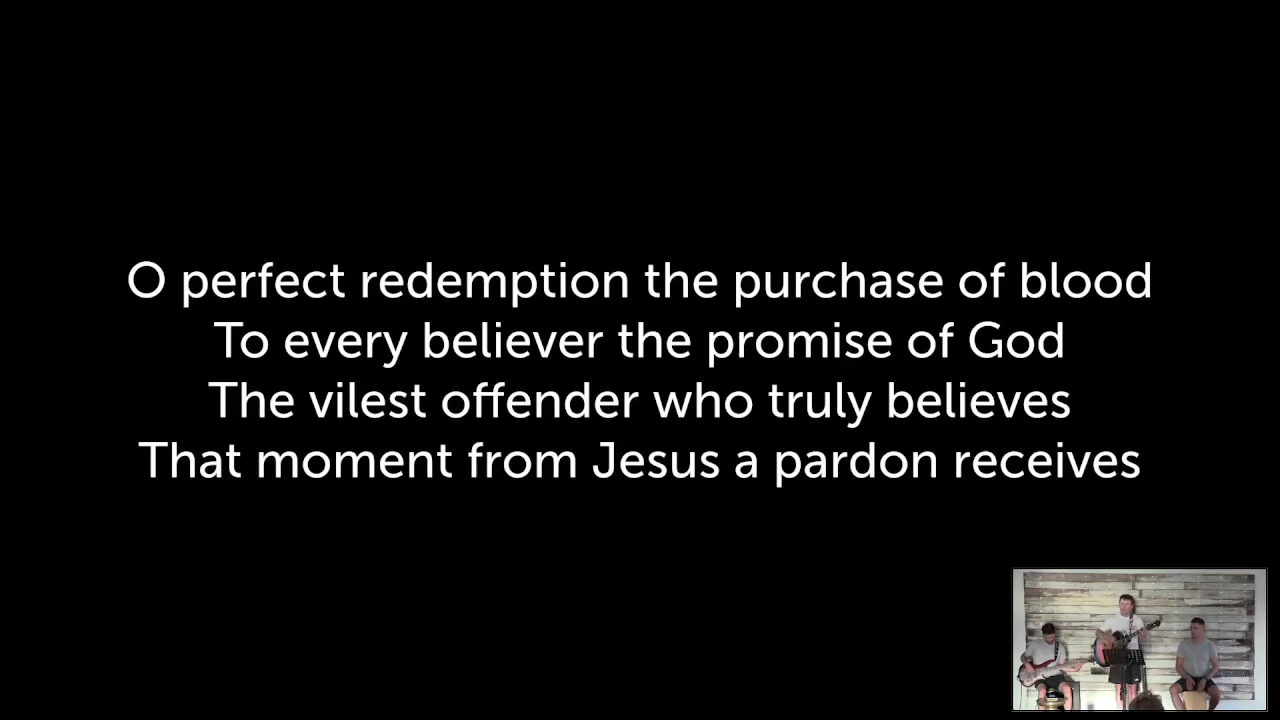 O perfect redemption the purchase of blood
To every believer the promise of God
The vilest offender who truly believes
That moment from Jesus a pardon receives